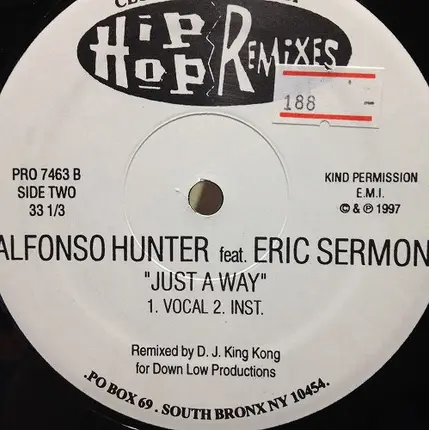 HIP HOP REMIXES
188
PRO 7463 B
SIDE TWO
33 1/3
KIND PERMISSION
E.M.I.
© & ℗ 1997
ALFONSO HUNTER feat. ERIC SERMON
"JUST A WAY"
1. VOCAL 2. INST.
Remixed by D. J. King Kong
for Down Low Productions
.PO BOX 69 . SOUTH BRONX NY 10454.